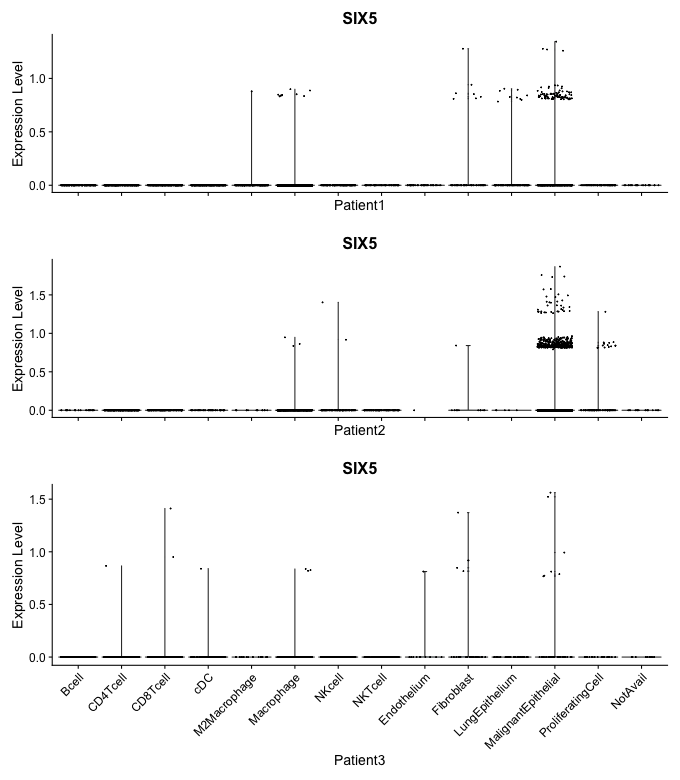 SIX5
Expression Level
1.0
0.5
0.0
Patient1
SIX5
Expression Level
1.5
1.0
0.5
0.0
Patient2
SIX5
Expression Level
1.5
1.0
0.5
0.0
Bcell
CD4Tcell
CD8Tcell
cDC
M2Macrophage
Macrophage
NKcell
NKTcell
Endothelium
Fibroblast
LungEpithelium
MalignantEpithelial
ProliferatingCell
NotAvail
Patient3